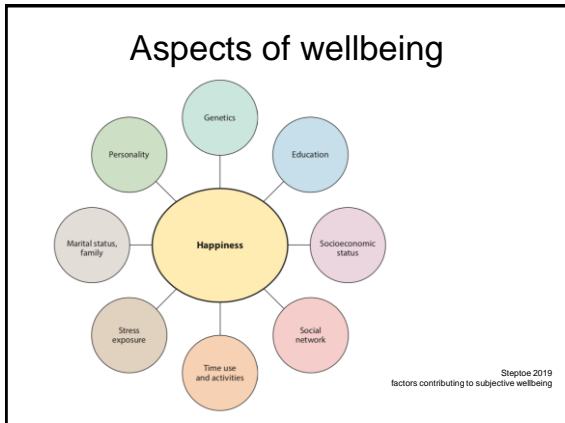 Aspects of wellbeing
Genetics
Education
Socioeconomic
status
Social
network
Time use
and activities
Stress
exposure
Marital status,
family
Personality
Happiness
Steptoe 2019
factors contributing to subjective wellbeing